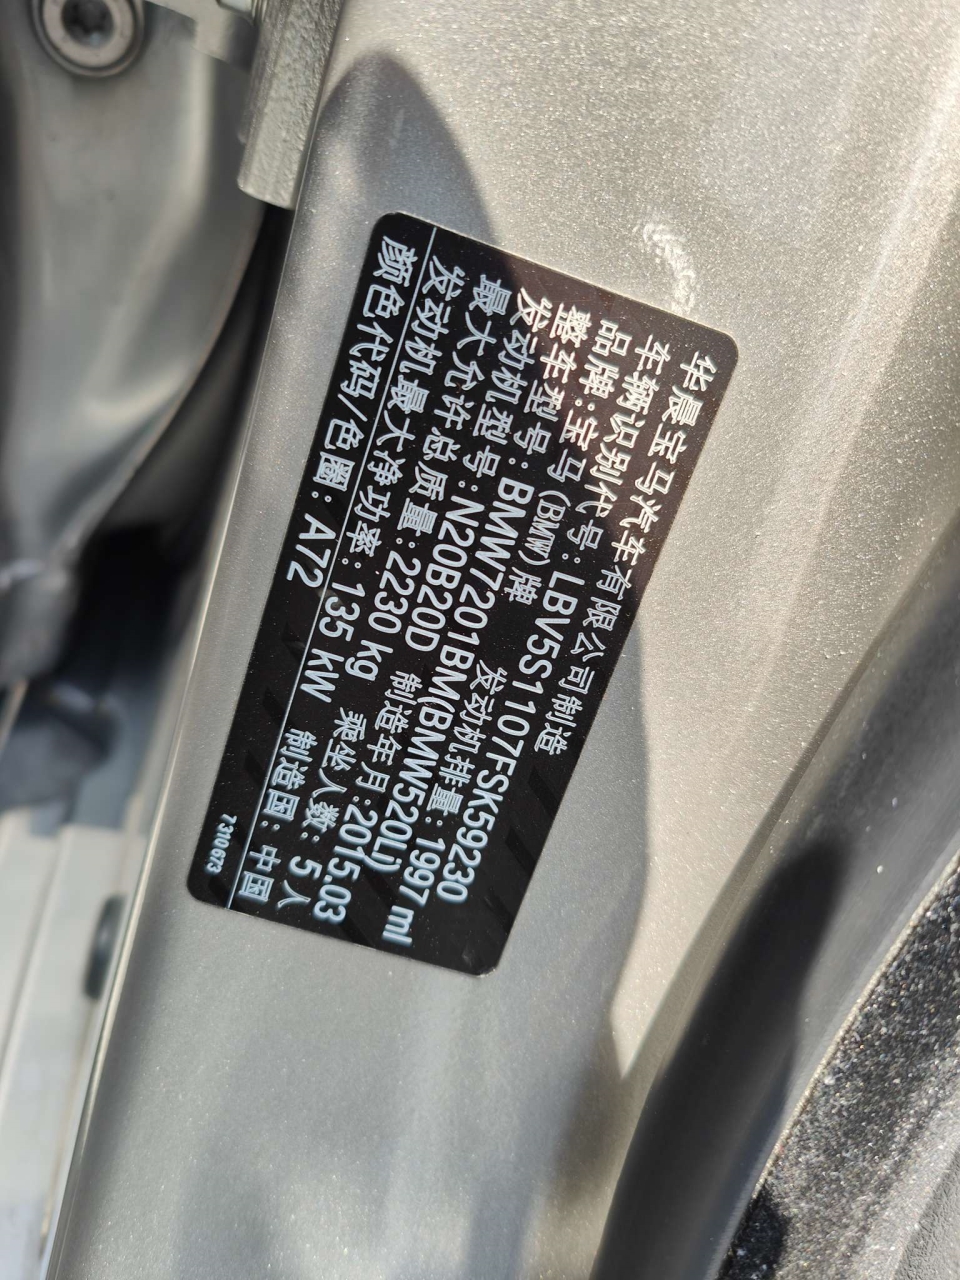 华晨宝马汽车有限公司制造
车辆识别代号：LBV5S1107FSK59230
品牌：宝马（BMW）牌 发动机排量：1997 ml
整车型号：BMW7201BM(BMW520Li)
发动机型号：N20B20D 制造年月：2015.03
最大允许总质量：2230 kg 乘坐人数：5 人
发动机最大净功率：135 kW 制造国：中国
颜色代码/色圈：A72
7310673